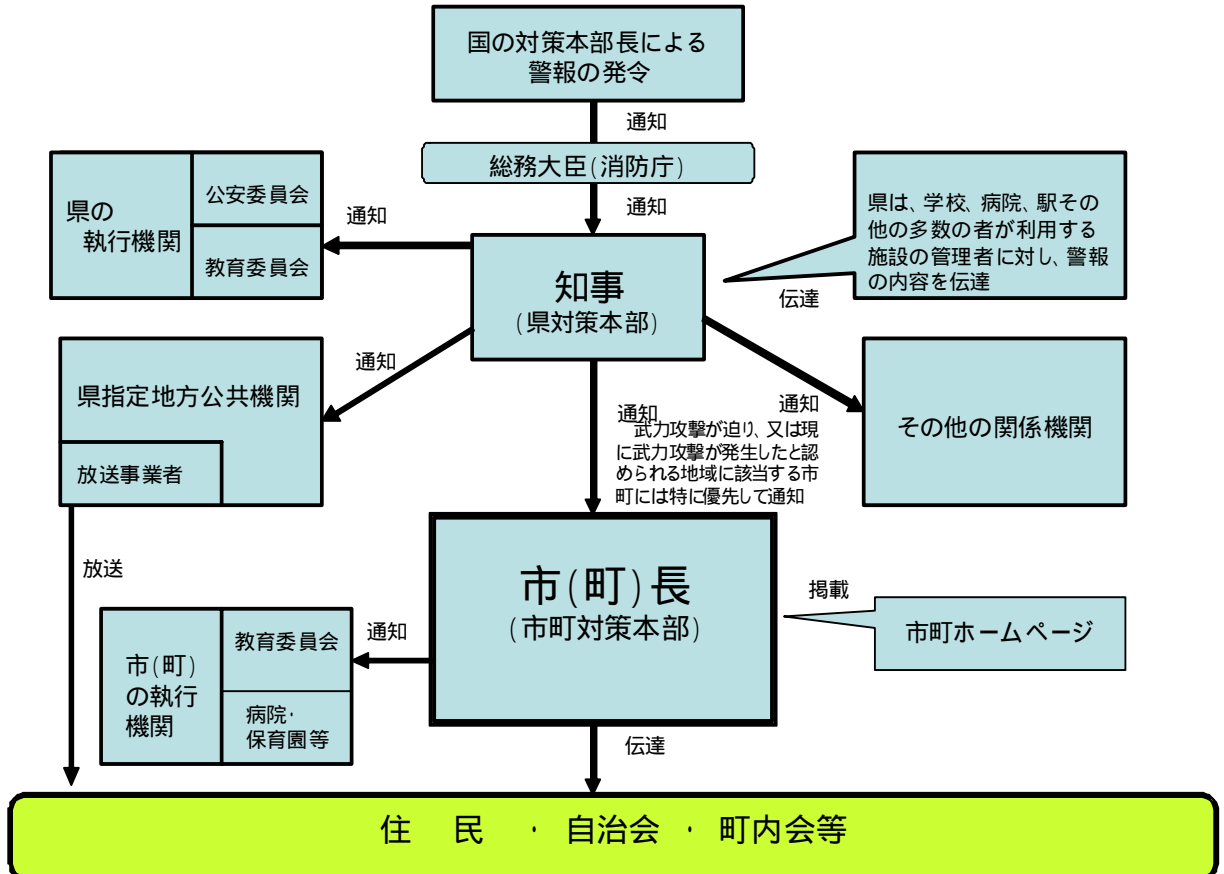 国の対策本部長による
警報の発令
通知
総務大臣(消防庁)
通知
県の
執行機関
公安委員会
教育委員会
通知
知事
(県対策本部)
県は、学校、病院、駅その
他の多数の者が利用する
施設の管理者に対し、警報
の内容を伝達
伝達
県指定地方公共機関
放送事業者
通知
通知
武力攻撃が迫り、又は現
に武力攻撃が発生したと認
められる地域に該当する市
町には特に優先して通知
通知
その他の関係機関
放送
市(町)長
(市町対策本部)
掲載
市町ホームページ
市(町)
の執行
機関
教育委員会
病院・
保育園等
通知
伝達
住 民 ・ 自治会 ・ 町内会等